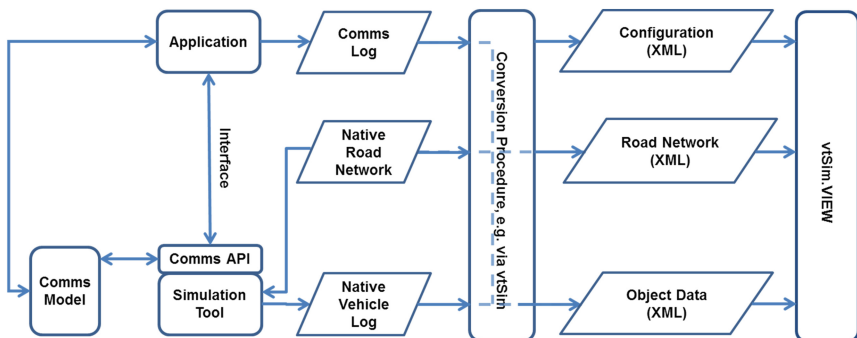 Application
Comms
Log
Configuration
(XML)
Interface
Native
Road
Network
Conversion Procedure, e.g. via vtSim
Road Network
(XML)
vtSim.VIEW
Comms API
Comms
Model
Simulation
Tool
Native
Vehicle
Log
Object Data
(XML)